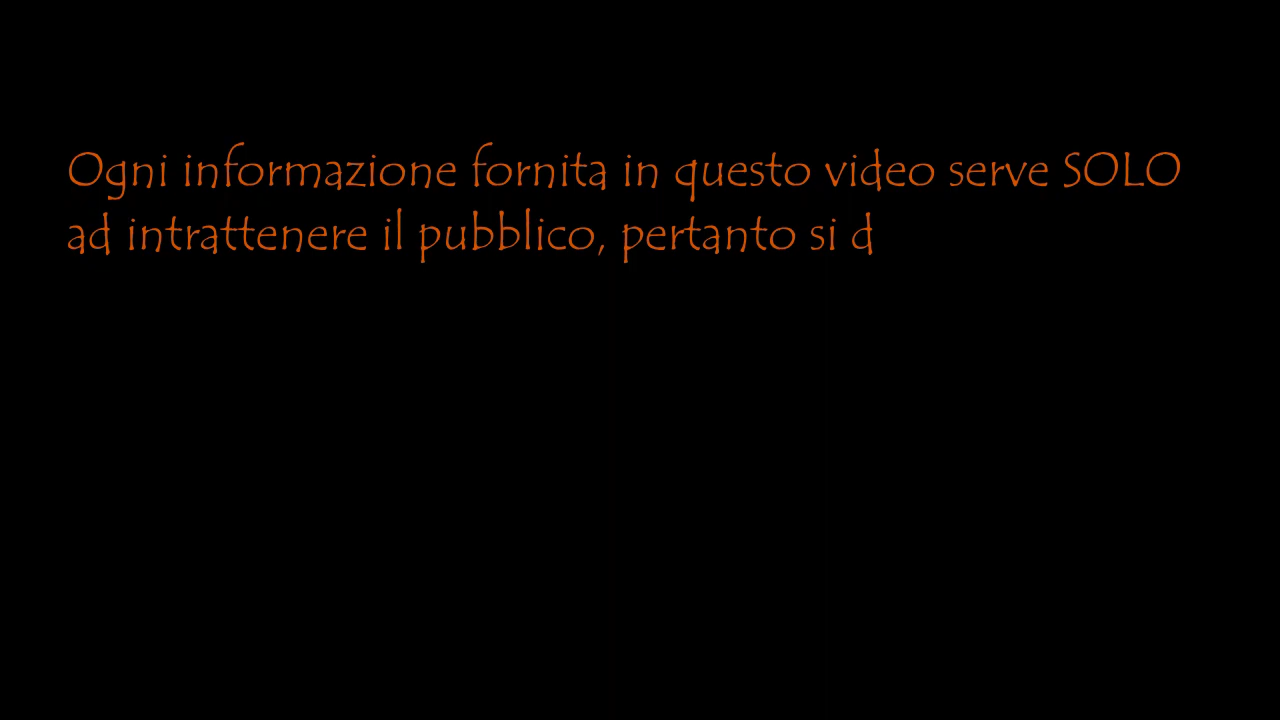 Ogni informazione fornita in questo video serve SOLO
ad intrattenere il pubblico, pertanto si d